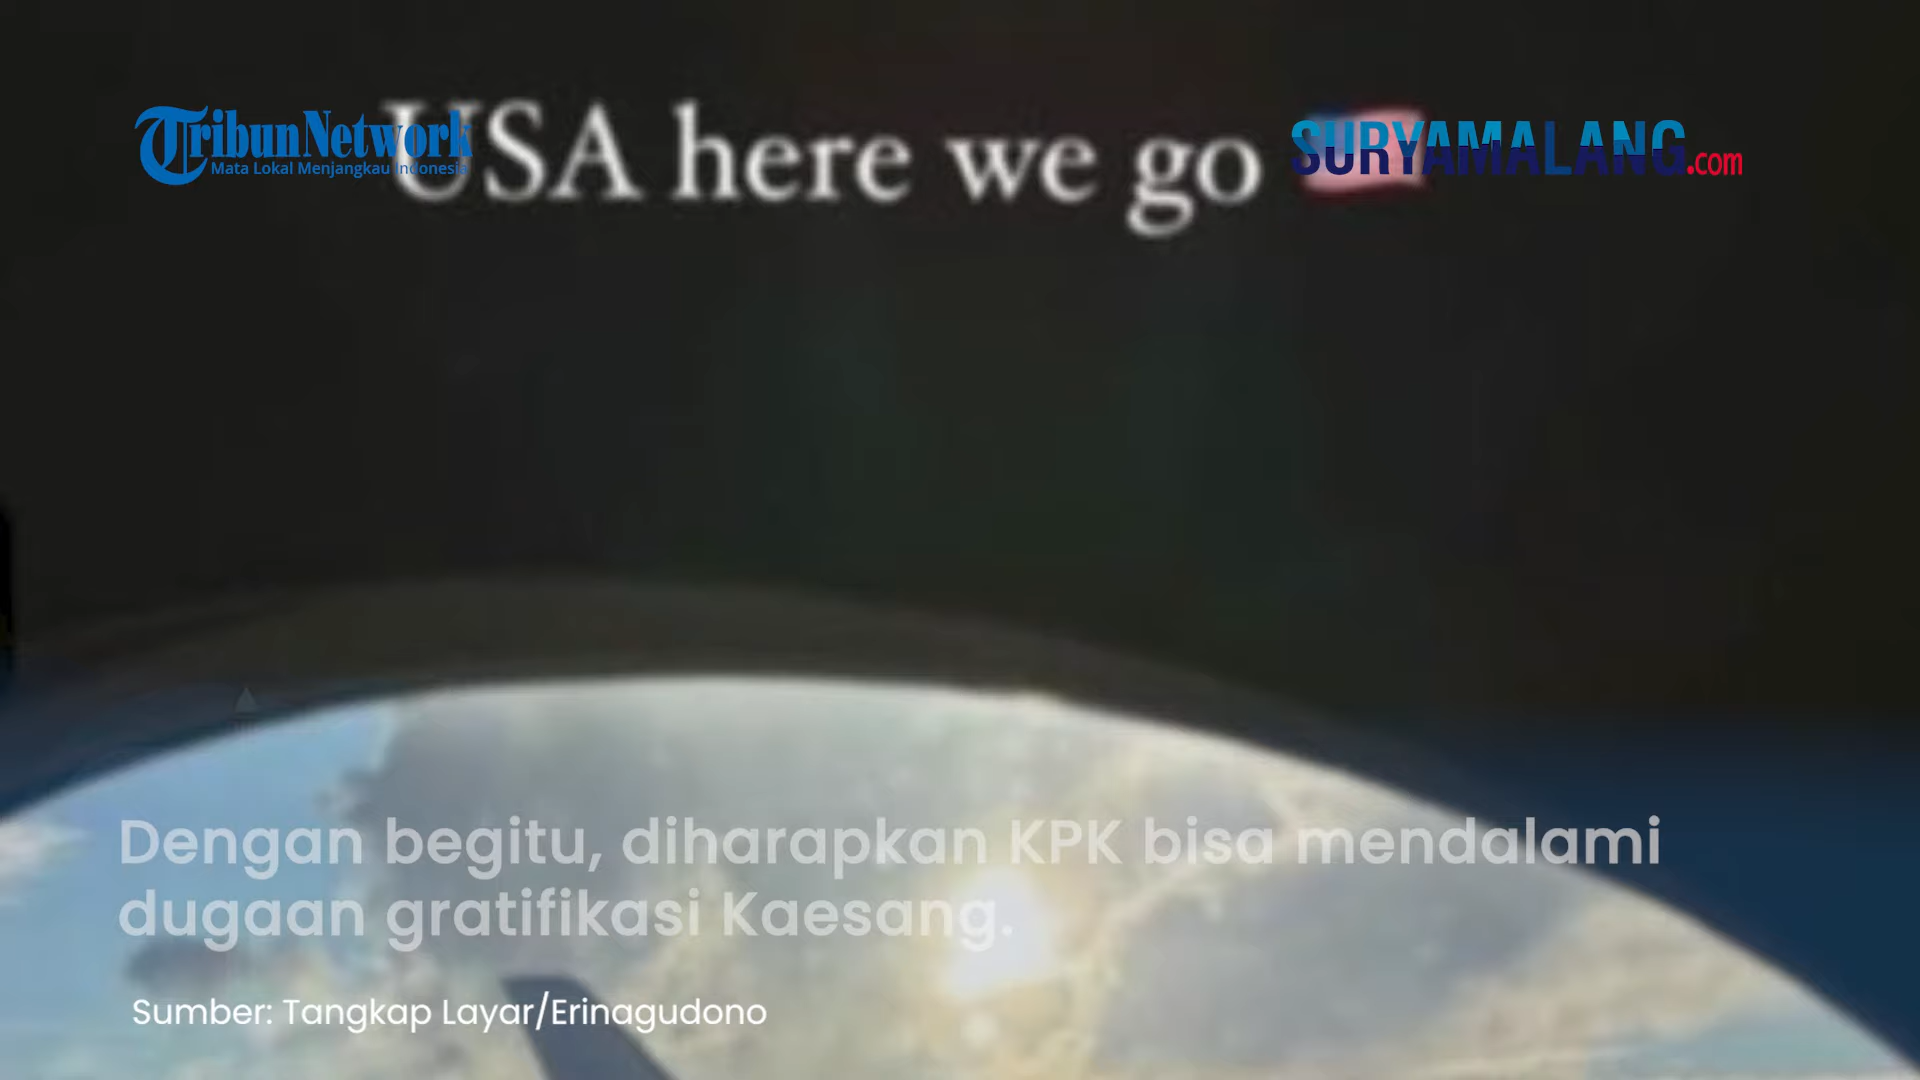 TribunNetwork
Mata Lokal Menjangkau Indonesia
USA here we go
SURYAMALANG.com
Dengan begitu, diharapkan KPK bisa mendalami
dugaan gratifikasi Kaesang.
Sumber: Tangkap Layar/Erinagudono